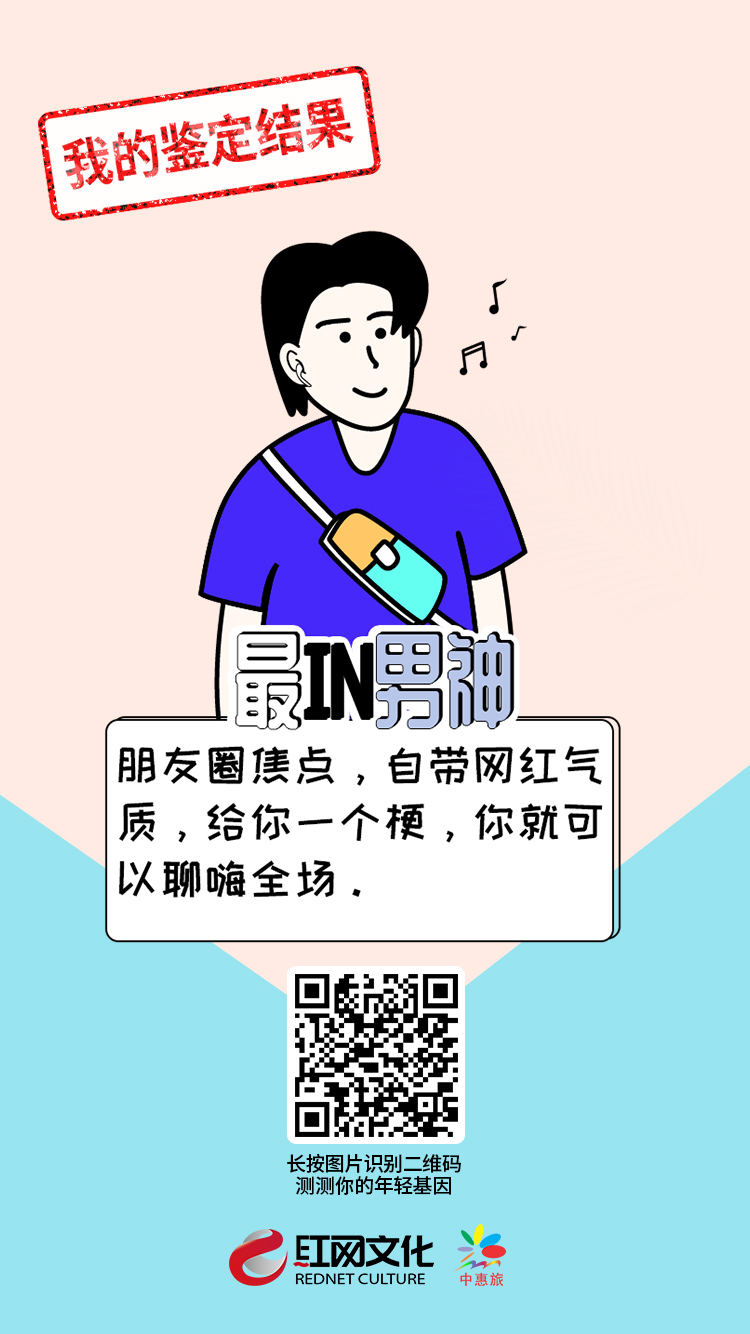 我的鉴定结果
最IN男神
朋友圈焦点，自带网红气
质，给你一个梗，你就可
以聊嗨全场．
长按图片识别二维码
测测你的年轻基因
红网文化
REDNET CULTURE
中惠旅